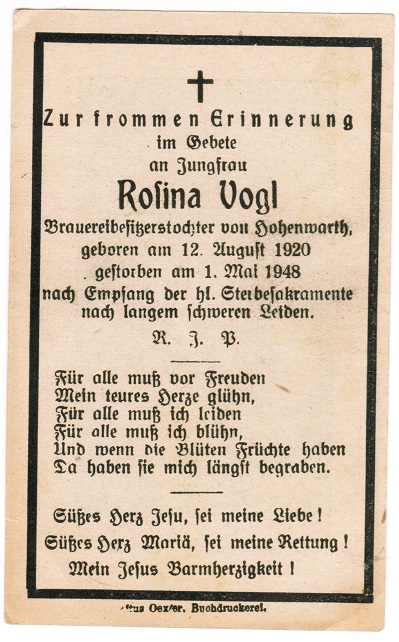 Zur frommen Erinnerung
im Gebete
an Jungfrau
Rosina Vogl
Brauereibesitzerstochter von Hohenwarth,
geboren am 12. August 1920
gestorben am 1. Mai 1948
nach Empfang der hl. Sterbesakramente
nach langem schweren Leiden.
R. J. P.
Für alle muß vor Freuden
Mein teures Herze glühn,
Für alle muß ich leiden
Für alle muß ich blühn,
Und wenn die Blüten Früchte haben
Da haben sie mich längst begraben.
Süßes Herz Jesu, sei meine Liebe!
Süßes Herz Mariä, sei meine Rettung!
Mein Jesus Barmherzigkeit!
Buchdruckerei.